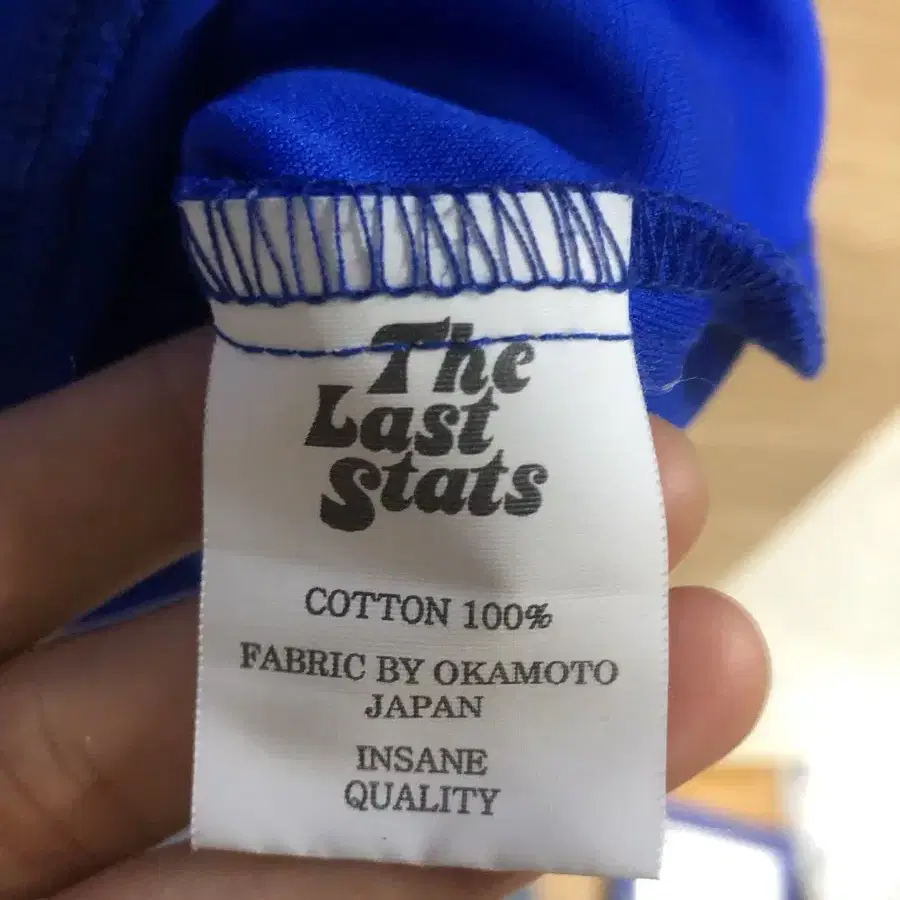 The
Last
Stats
COTTON 100%
FABRIC BY OKAMOTO
JAPAN
INSANE
QUALITY